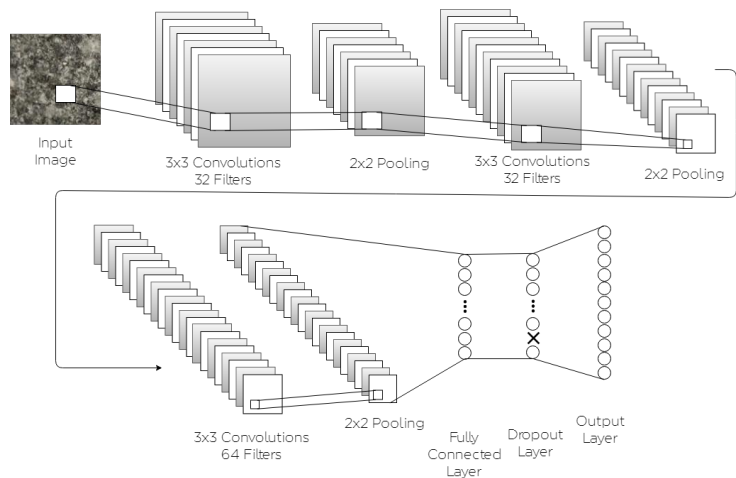 Input
Image
3x3 Convolutions
32 Filters
2x2 Pooling
3x3 Convolutions
32 Filters
2x2 Pooling
3x3 Convolutions
64 Filters
2x2 Pooling
Fully
Connected
Layer
Dropout
Layer
Output
Layer